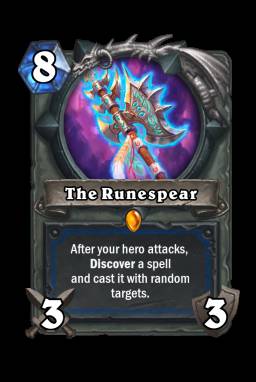 8
The Runespear
After your hero attacks,
Discover a spell
and cast it with random
targets.
3 3